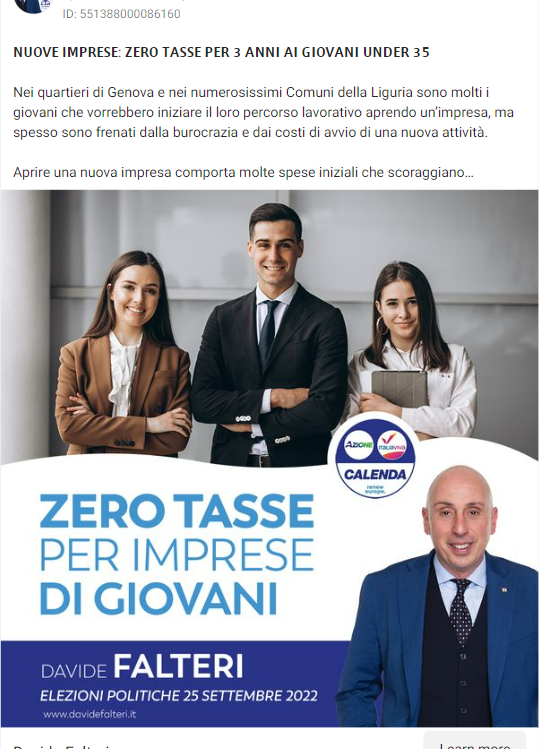 ID: 551388000086160
NUOVE IMPRESE: ZERO TASSE PER 3 ANNI AI GIOVANI UNDER 35
Nei quartieri di Genova e nei numerosissimi Comuni della Liguria sono molti i
giovani che vorrebbero iniziare il loro percorso lavorativo aprendo un’impresa, ma
spesso sono frenati dalla burocrazia e dai costi di avvio di una nuova attività.
Aprire una nuova impresa comporta molte spese iniziali che scoraggiano...
AZIONE
ITALIAVIVA
CALENDA
renew
europe.
ZERO TASSE
PER IMPRESE
DI GIOVANI
DAVIDE FALTERI
ELEZIONI POLITICHE 25 SETTEMBRE 2022
www.davidefalteri.it
Davide Falteri
Learn more